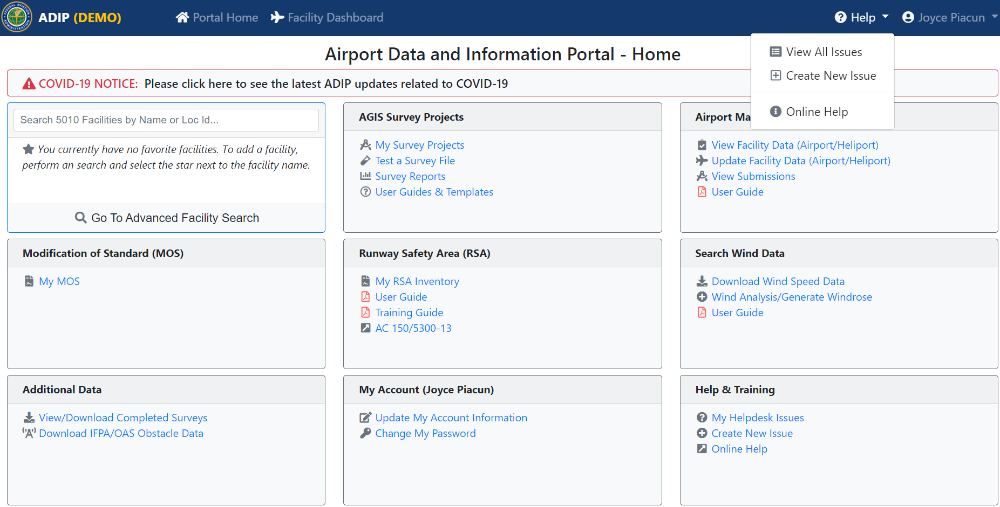 ADIP (DEMO)
Portal Home
Facility Dashboard
Help
Joyce Piacun
View All Issues
Create New Issue
Online Help
Airport Data and Information Portal - Home
COVID-19 NOTICE: Please click here to see the latest ADIP updates related to COVID-19
Search 5010 Facilities by Name or Loc Id...
You currently have no favorite facilities. To add a facility,
perform an search and select the star next to the facility name.
Go To Advanced Facility Search
AGIS Survey Projects
My Survey Projects
Test a Survey File
Survey Reports
User Guides & Templates
Airport Ma
View Facility Data (Airport/Heliport)
Update Facility Data (Airport/Heliport)
View Submissions
User Guide
Modification of Standard (MOS)
My MOS
Runway Safety Area (RSA)
My RSA Inventory
User Guide
Training Guide
AC 150/5300-13
Search Wind Data
Download Wind Speed Data
Wind Analysis/Generate Windrose
User Guide
Additional Data
View/Download Completed Surveys
Download IFPA/OAS Obstacle Data
My Account (Joyce Piacun)
Update My Account Information
Change My Password
Help & Training
My Helpdesk Issues
Create New Issue
Online Help